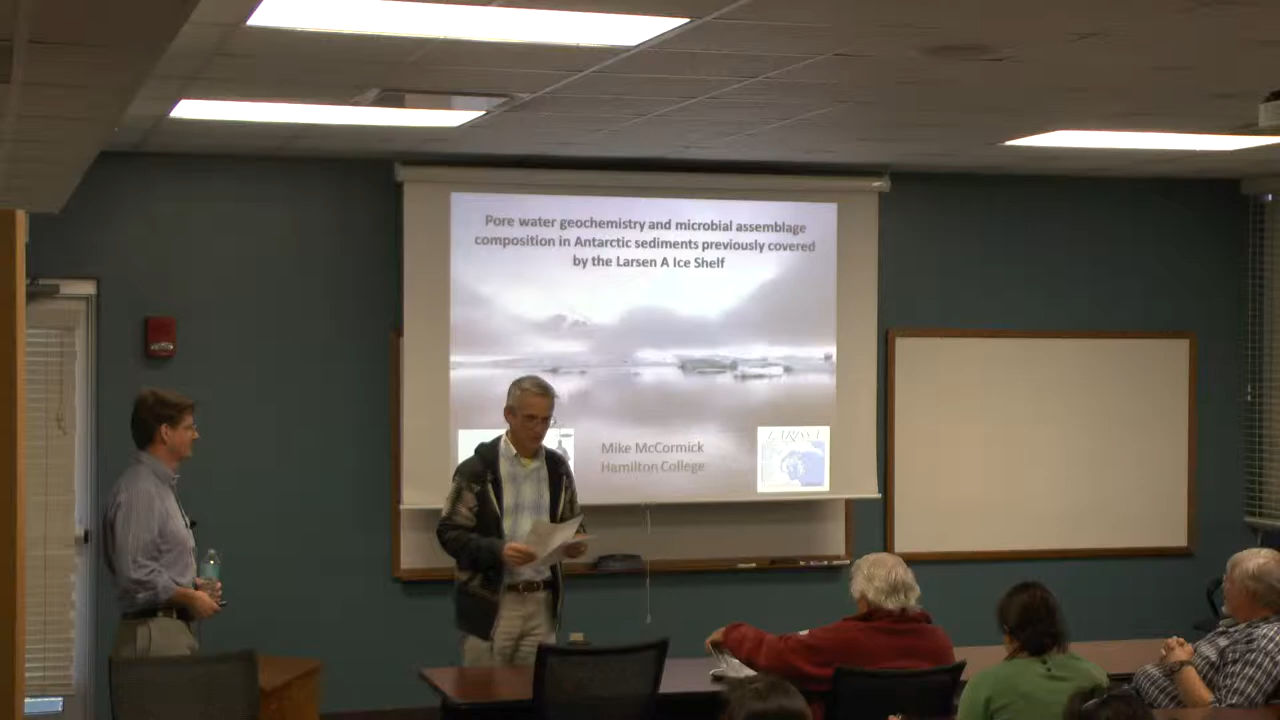 Pore water geochemistry and microbial assemblage
composition in Antarctic sediments previously covered
by the Larsen A Ice Shelf
Mike McCormick
Hamilton College
LARISSA